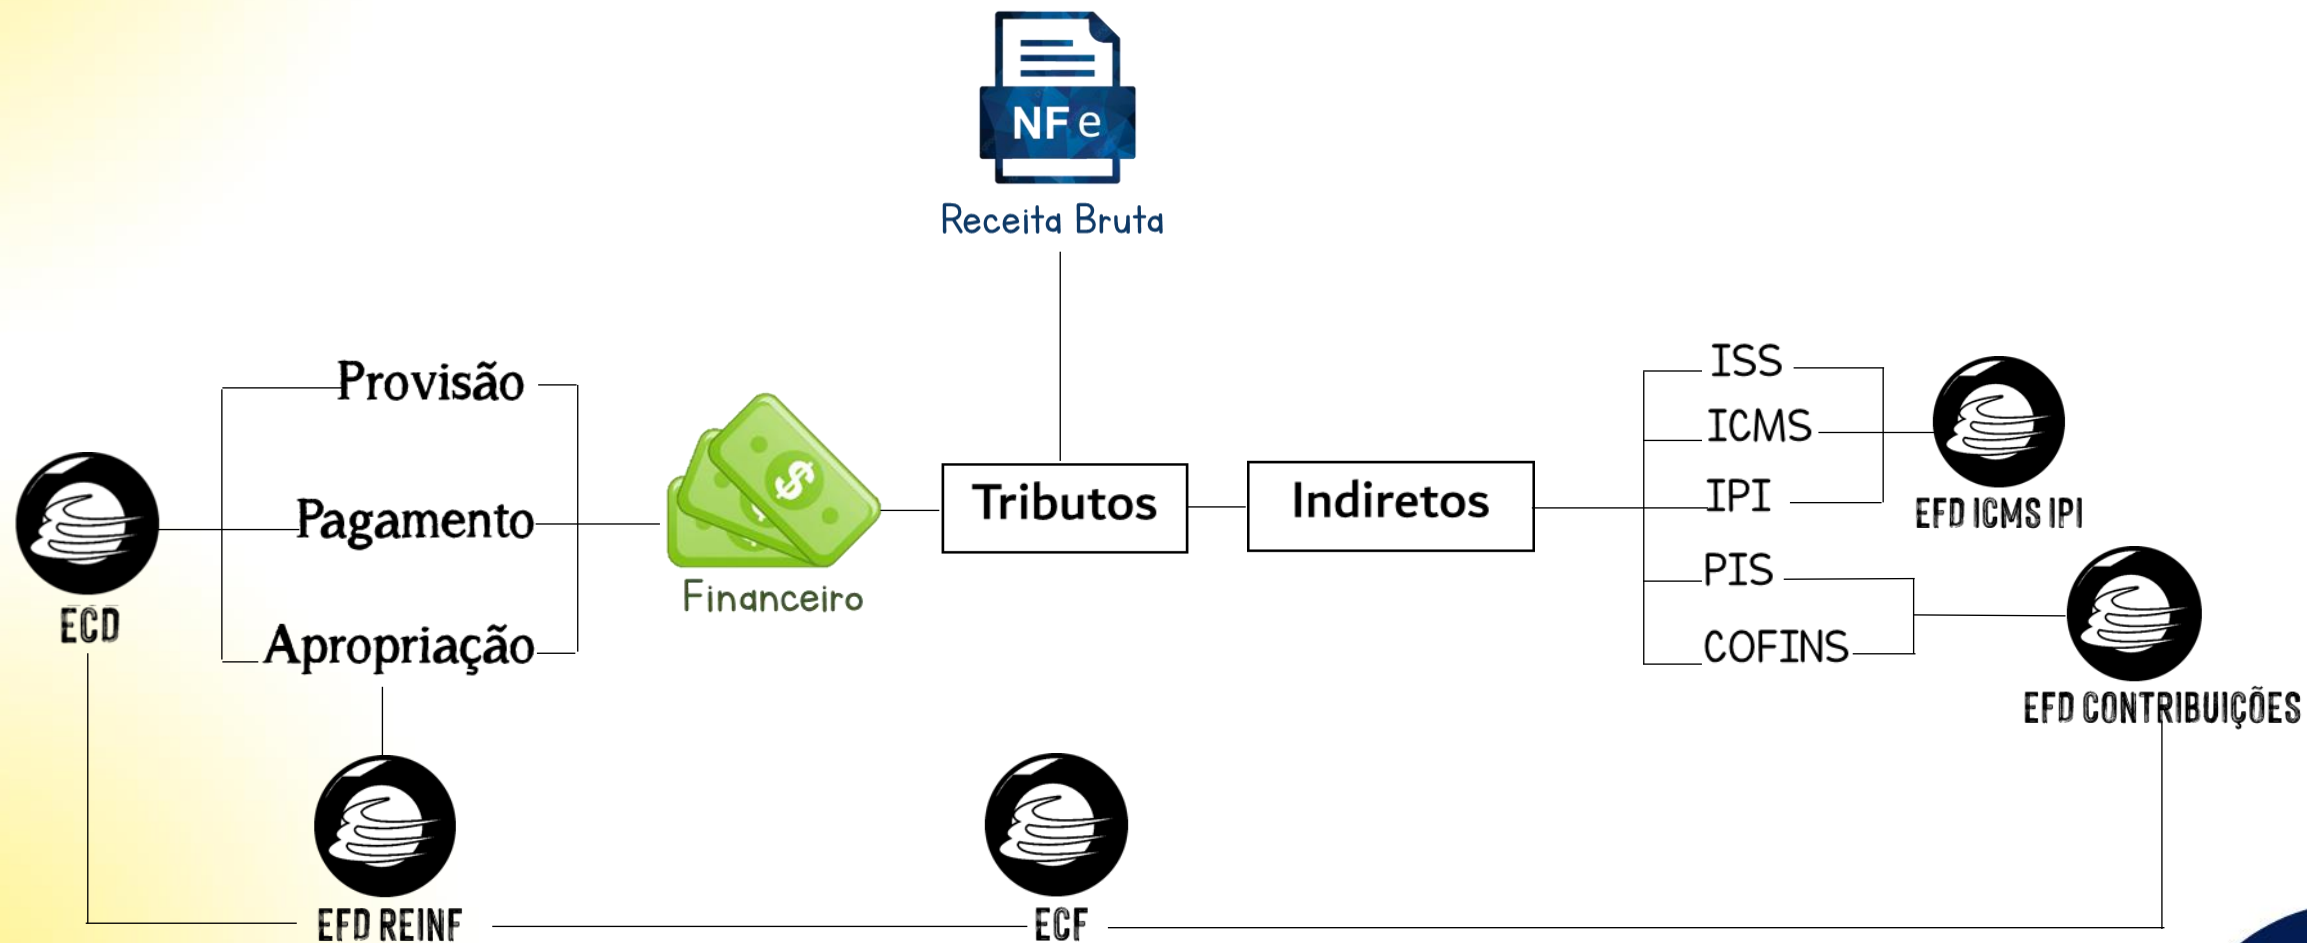 NFe
Receita Bruta
Provisão
Pagamento
Apropriação
ECD
Financeiro
Tributos
Indiretos
ISS
ICMS
IPI
PIS
COFINS
EFD ICMS IPI
EFD CONTRIBUIÇÕES
EFD REINF
ECF